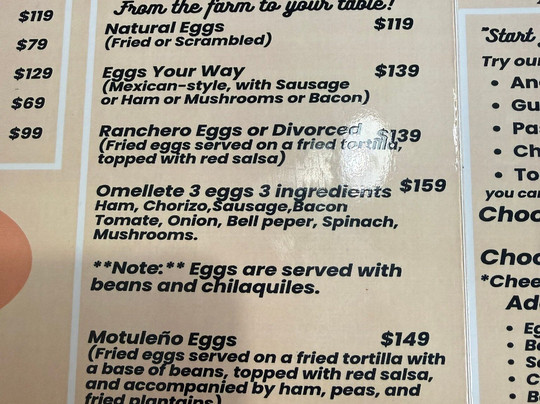 $119
$79
$129
$69
$99
From the farm to your table!
Natural Eggs $119
(Fried or Scrambled)
Eggs Your Way $139
(Mexican-style, with Sausage
or Ham or Mushrooms or Bacon)
Ranchero Eggs or Divorced $139
(Fried eggs served on a fried tortilla,
topped with red salsa)
Omellete 3 eggs 3 ingredients $159
Ham, Chorizo,Sausage,Bacon
Tomate, Onion, Bell peper, Spinach,
Mushrooms.
**Note:** Eggs are served with
beans and chilaquiles.
Motuleño Eggs $149
(Fried eggs served on a fried tortilla with
a base of beans, topped with red salsa,
and accompanied by ham, peas, and
fried plantains)
"Start
Try our
you can
*Chee